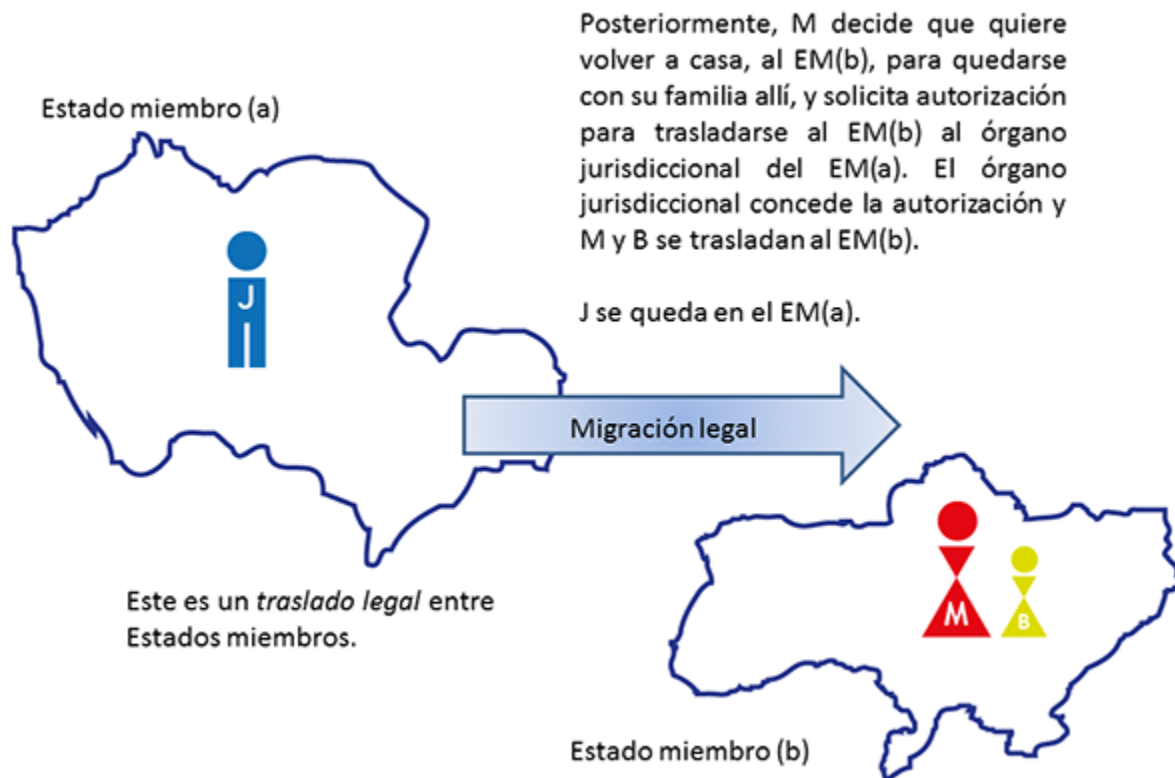 Posteriormente, M decide que quiere
volver a casa, al EM(b), para quedarse
con su familia allí, y solicita autorización
para trasladarse al EM(b) al órgano
jurisdiccional del EM(a). El órgano
jurisdiccional concede la autorización y
M y B se trasladan al EM(b).
J se queda en el EM(a).
Estado miembro (a)
J
Migración legal
M
B
Este es un traslado legal entre
Estados miembros.
Estado miembro (b)